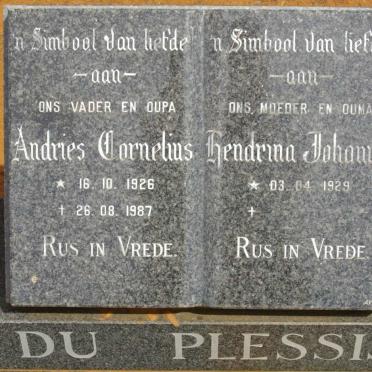 'n Simbool van liefde
—aan—
ONS VADER EN OUPA
Andries Cornelius
★ 16. 10. 1926
† 26. 08. 1987
RUS IN VREDE.
'n Simbool van lief
—aan—
ONS MOEDER EN OUMA
Hendrina Johan
★ 03. 04. 1929
†
RUS IN VREDE.
DU PLESSIS